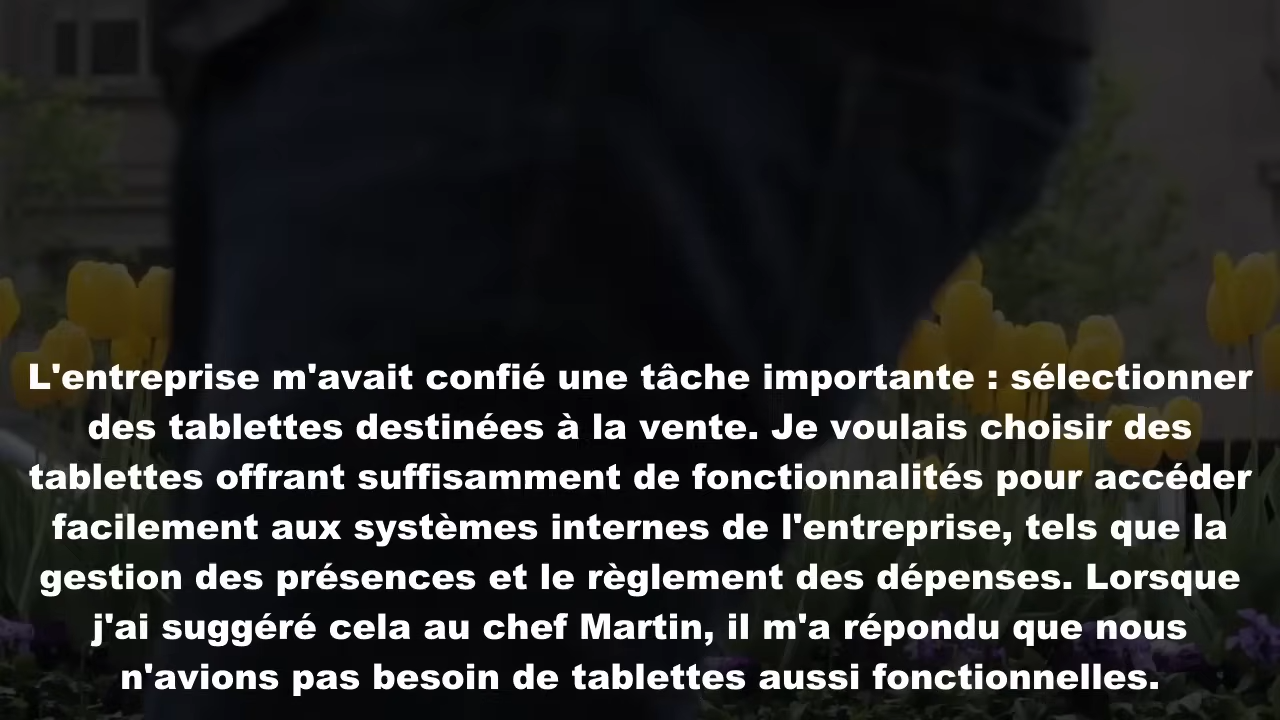 L'entreprise m'avait confié une tâche importante : sélectionner
des tablettes destinées à la vente. Je voulais choisir des
tablettes offrant suffisamment de fonctionnalités pour accéder
facilement aux systèmes internes de l'entreprise, tels que la
gestion des présences et le règlement des dépenses. Lorsque
j'ai suggéré cela au chef Martin, il m'a répondu que nous
n'avions pas besoin de tablettes aussi fonctionnelles.